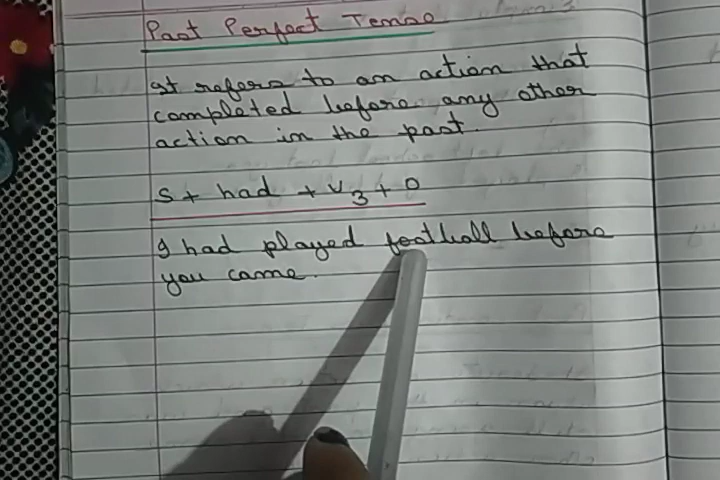 Past Perfect Tense
It refers to an action that
completed before any other
action in the past.
S + had + V3 + O
I had played football before
you came.